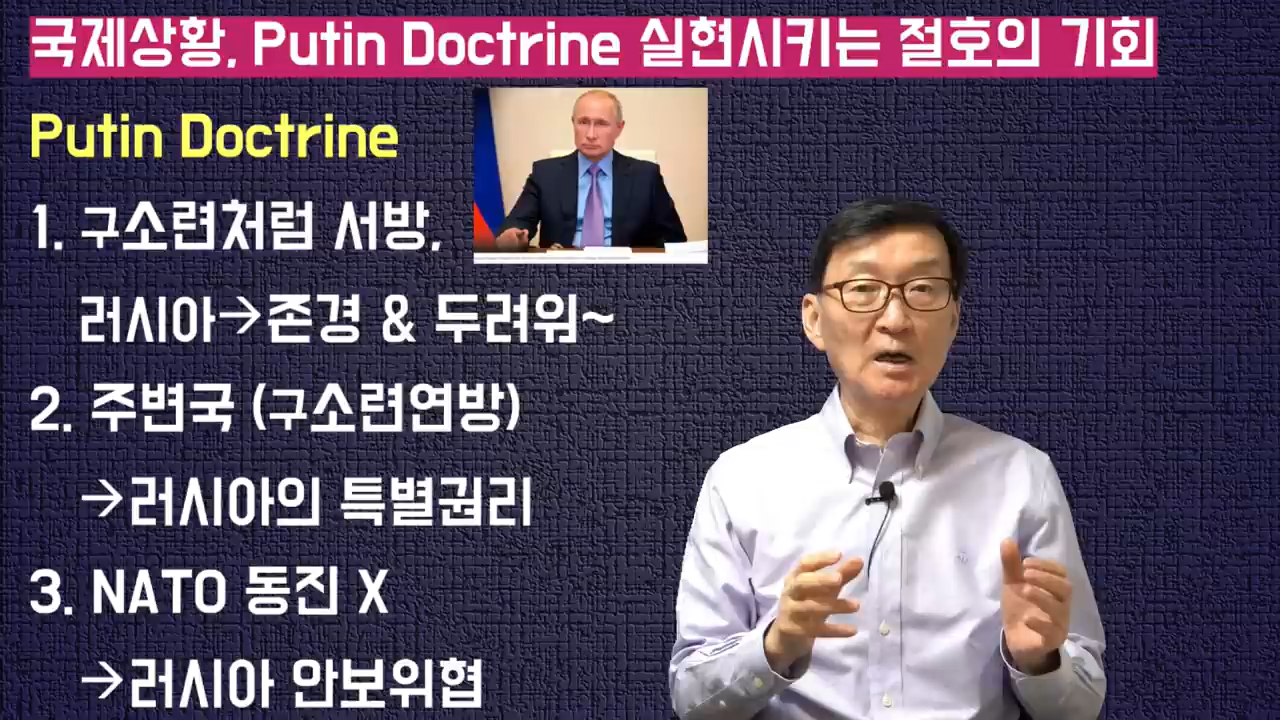 국제상황, Putin Doctrine 실현시키는 절호의 기회
Putin Doctrine
1. 구소련처럼 서방,
러시아→존경 & 두려워~
2. 주변국 (구소련연방)
→러시아의 특별권리
3. NATO 동진 X
→러시아 안보위협